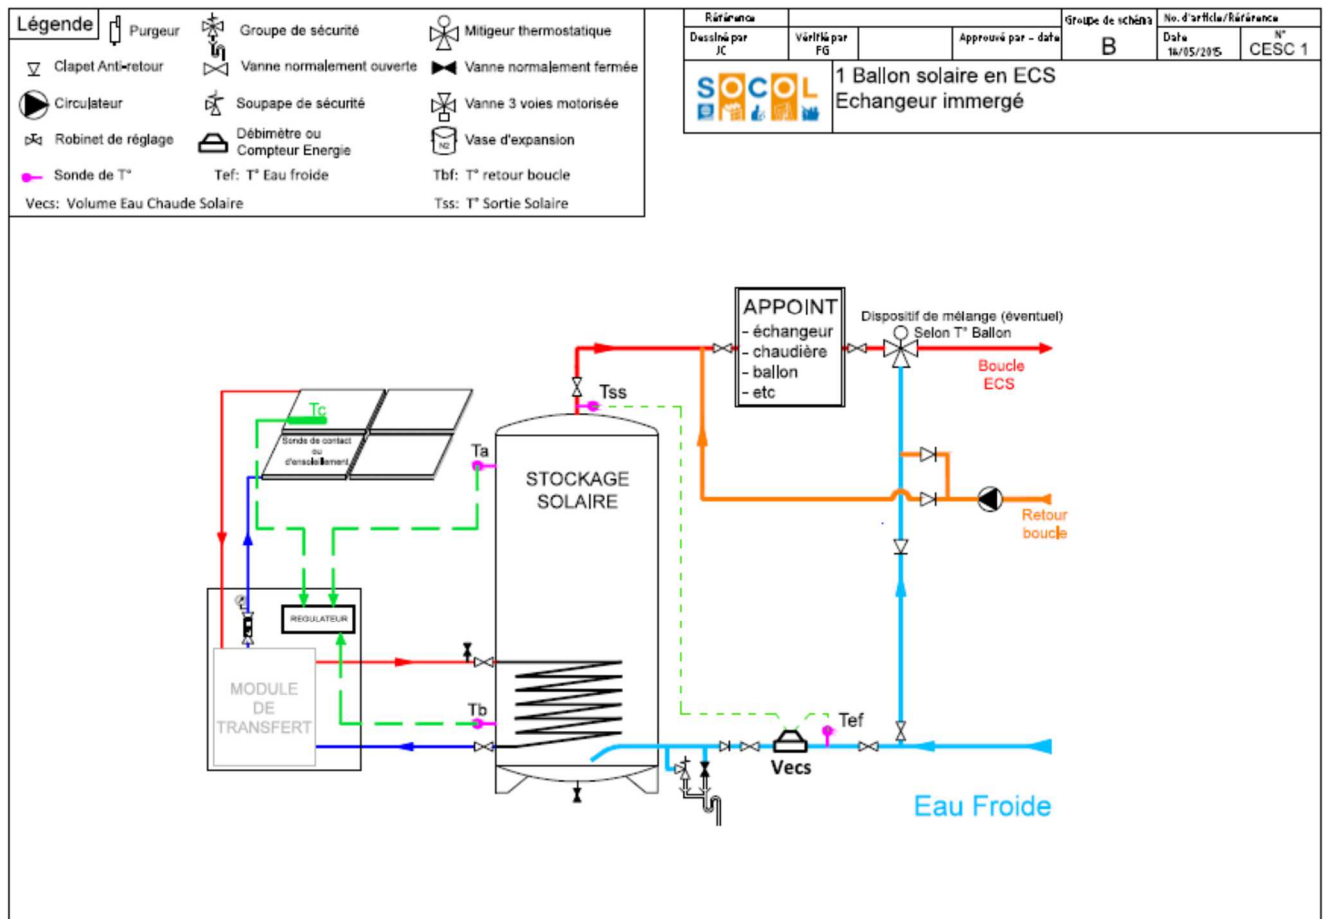 Légende
Purgeur
Groupe de sécurité
Mitigeur thermostatique
Clapet Anti-retour
Vanne normalement ouverte
Vanne normalement fermée
Circulateur
Soupape de sécurité
Vanne 3 voies motorisée
Robinet de réglage
Débimètre ou
Compteur Energie
N2
Vase d'expansion
Sonde de T°
Tef: T° Eau froide
Tbf: T° retour boucle
Vecs: Volume Eau Chaude Solaire
Tss: T° Sortie Solaire
Référence
Groupe de schéma
No. d'article/Référence
Dessiné par
JC
Vérifié par
FG
Approuvé par - date
B
Date
18/05/2015
N°
CESC 1
SOCOL
1 Ballon solaire en ECS
Echangeur immergé
APPOINT
- échangeur
- chaudière
- ballon
- etc
Dispositif de mélange (éventuel)
Selon T° Ballon
Boucle
ECS
Tss
Tc
Sonde de contact
ou
d'ensoleillement
Ta
STOCKAGE
SOLAIRE
Retour
boucle
REGULATEUR
MODULE
DE
TRANSFERT
Tb
Tef
Vecs
Eau Froide